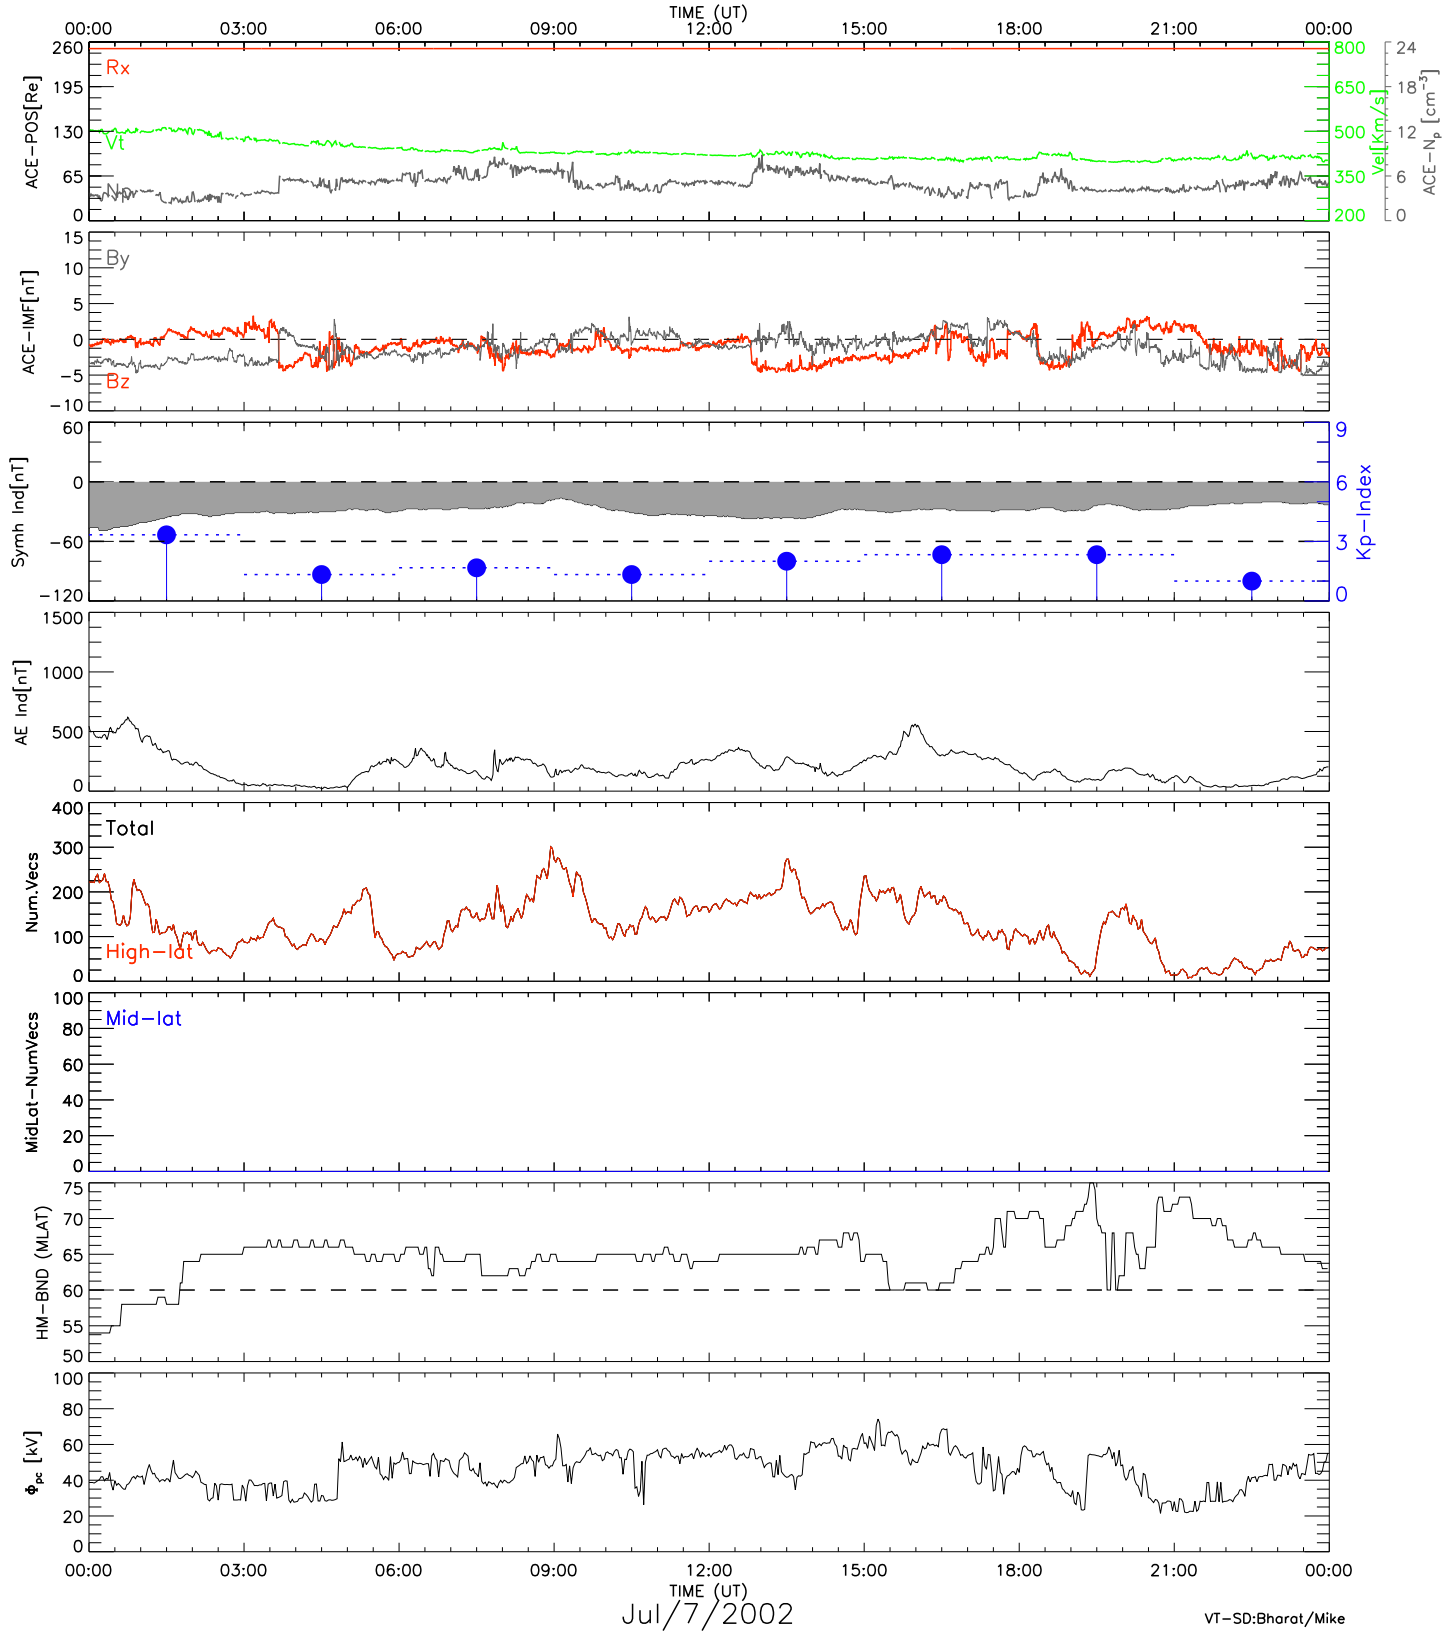 TIME (UT)
00:00 03:00 06:00 09:00 12:00 15:00 18:00 21:00 00:00
ACE-POS[Re]
260
195
130
65
0
Rx
Vt
Np
800
650
500
350
200
Vel[Km/s]
24
18
12
6
0
ACE-Np [cm-3]
ACE-IMF[nT]
15
10
5
0
-5
-10
By
Bz
Symh Ind[nT]
60
0
-60
-120
9
6
3
0
Kp-Index
AE Ind[nT]
1500
1000
500
0
Num.Vecs
400
300
200
100
0
Total
High-lat
MidLat-NumVecs
100
80
60
40
20
0
Mid-lat
HM-BND (MLAT)
75
70
65
60
55
50
Φpc [kV]
100
80
60
40
20
0
00:00 03:00 06:00 09:00 12:00 15:00 18:00 21:00 00:00
TIME (UT)
Jul/7/2002
VT-SD:Bharat/Mike